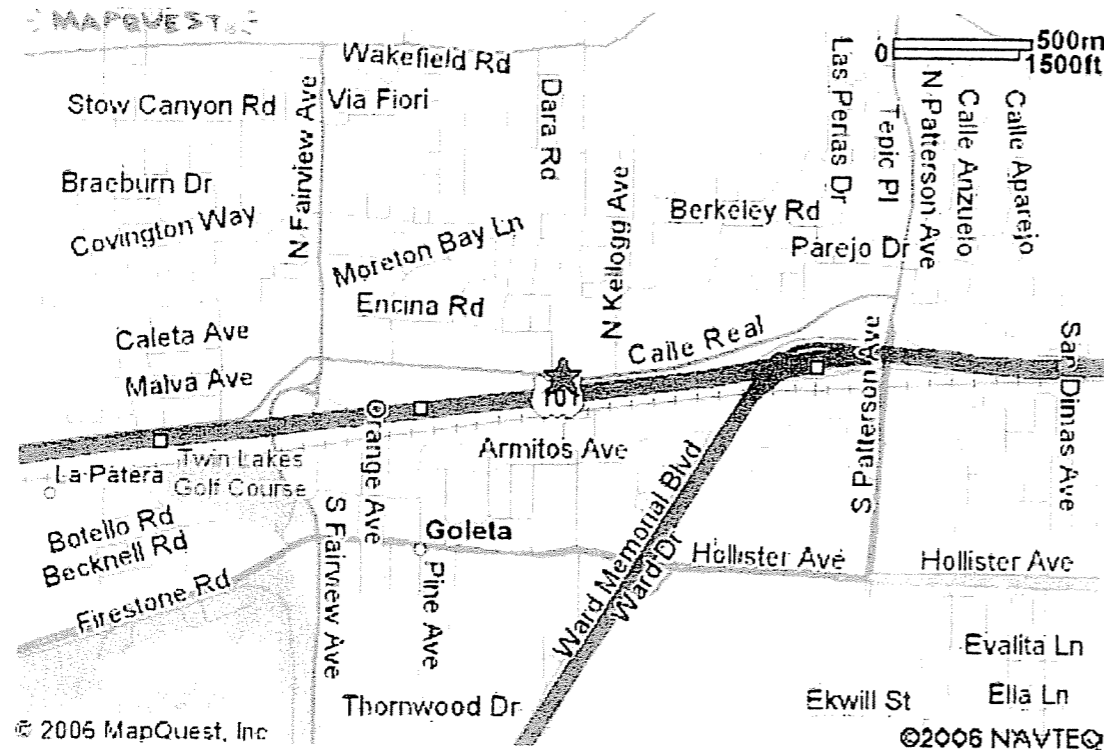 MAPQUEST
0 500m
1500ft
Wakefield Rd
Stow Canyon Rd
Via Fiori
N Fairview Ave
Dara Rd
Las Perlas Dr
Tepic Pl
N Patterson Ave
Calle Anzuelo
Calle Aparejo
Braeburn Dr
Covington Way
Berkeley Rd
N Kellogg Ave
Moreton Bay Ln
Parejo Dr
Encina Rd
Caleta Ave
Calle Real
Malva Ave
101
San Dimas Ave
S Patterson Ave
Orange Ave
Armitos Ave
La Patera
Twin Lakes
Golf Course
Ward Memorial Blvd
Ward Dr
Botello Rd
Becknell Rd
S Fairview Ave
Goleta
Hollister Ave
Hollister Ave
Firestone Rd
Pine Ave
Evalita Ln
Thornwood Dr
Ekwill St
Ella Ln
© 2006 MapQuest, Inc
©2006 NAVTEQ